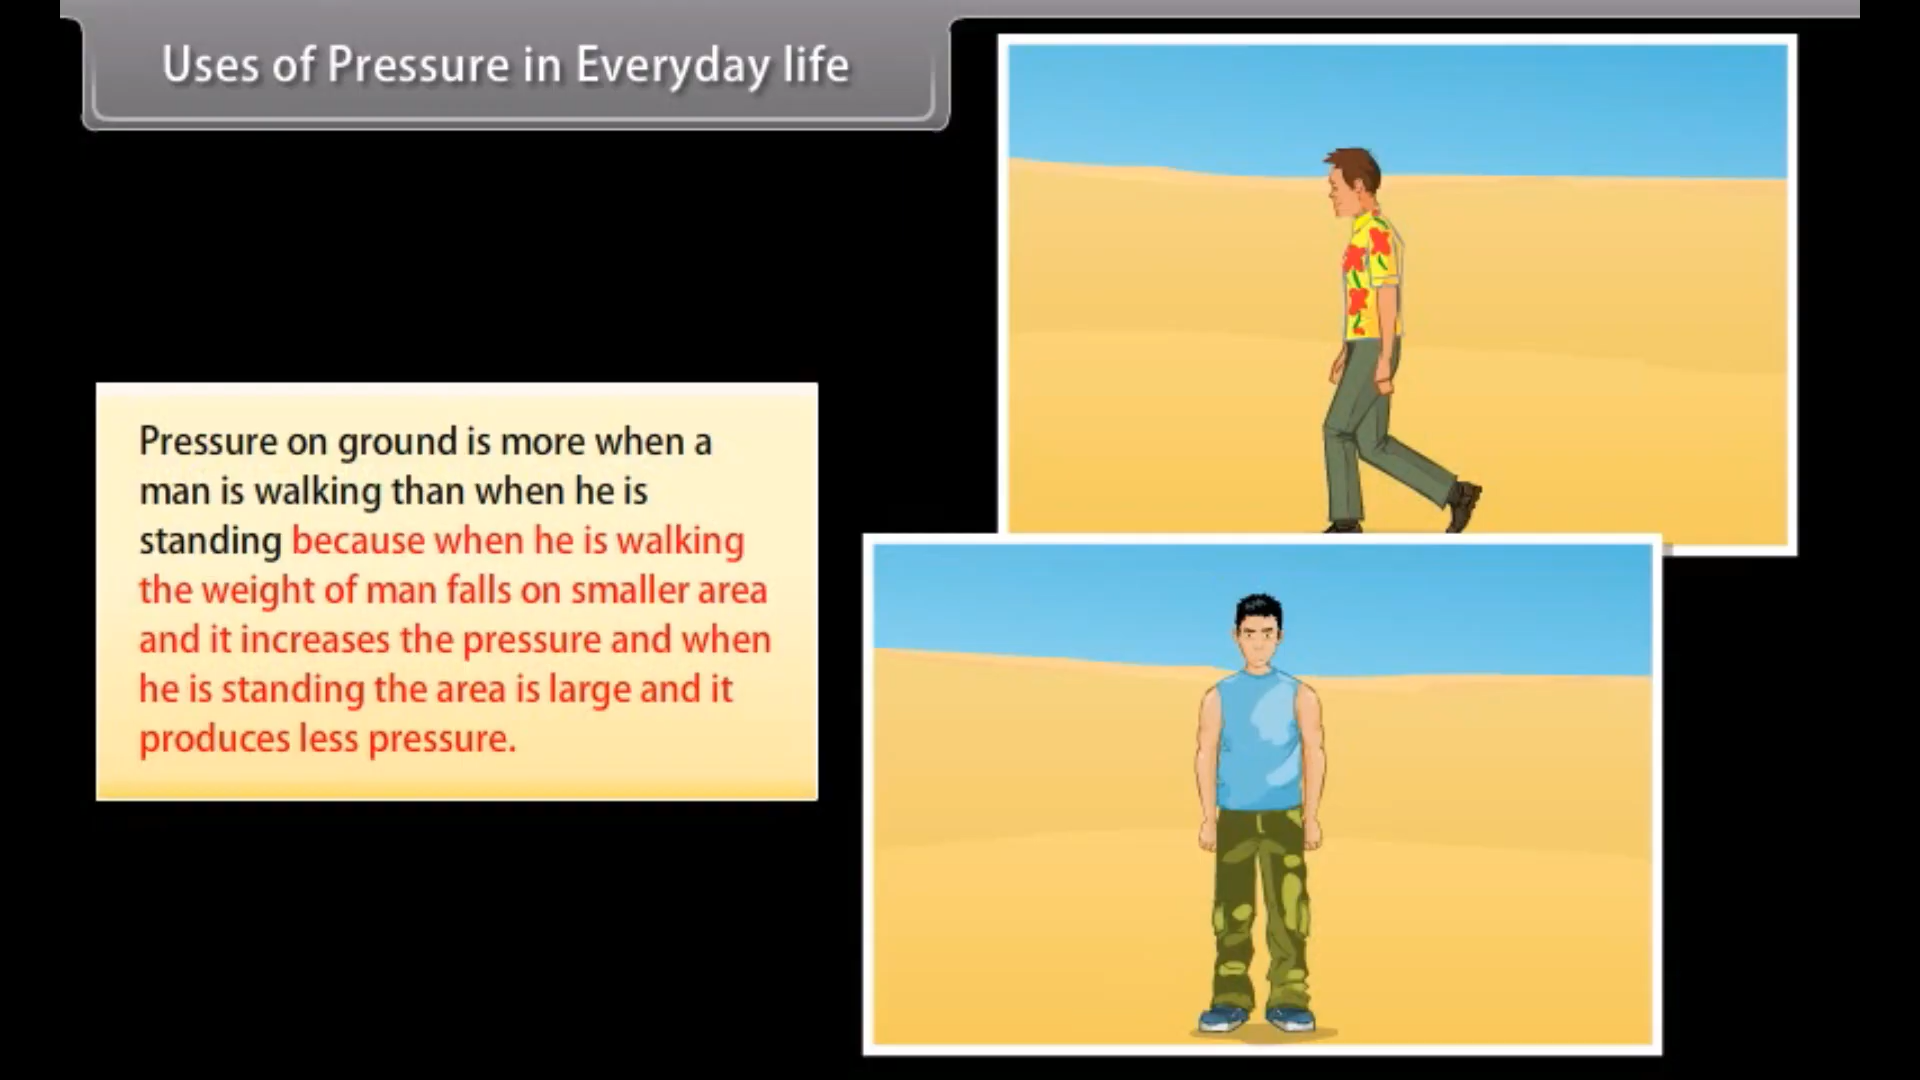 Uses of Pressure in Everyday life
Pressure on ground is more when a
man is walking than when he is
standing because when he is walking
the weight of man falls on smaller area
and it increases the pressure and when
he is standing the area is large and it
produces less pressure.